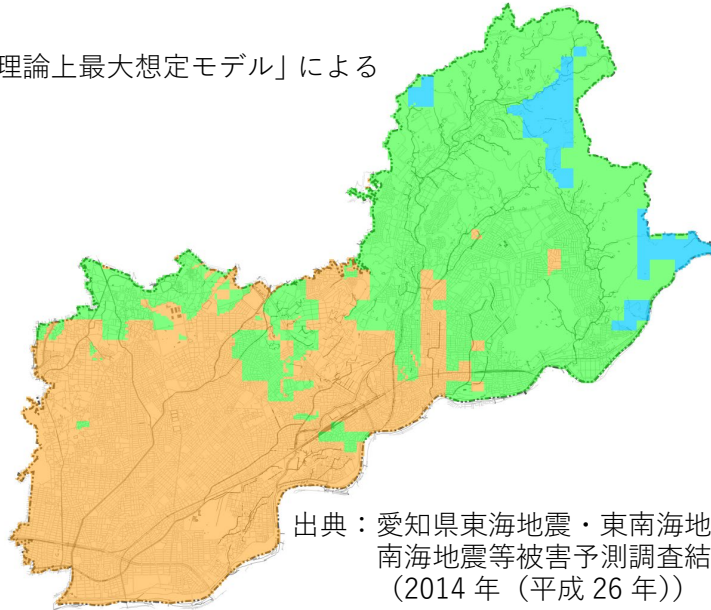 理論上最大想定モデル」による
出典：愛知県東海地震・東南海地
南海地震等被害予測調査結
（2014 年（平成 26 年））